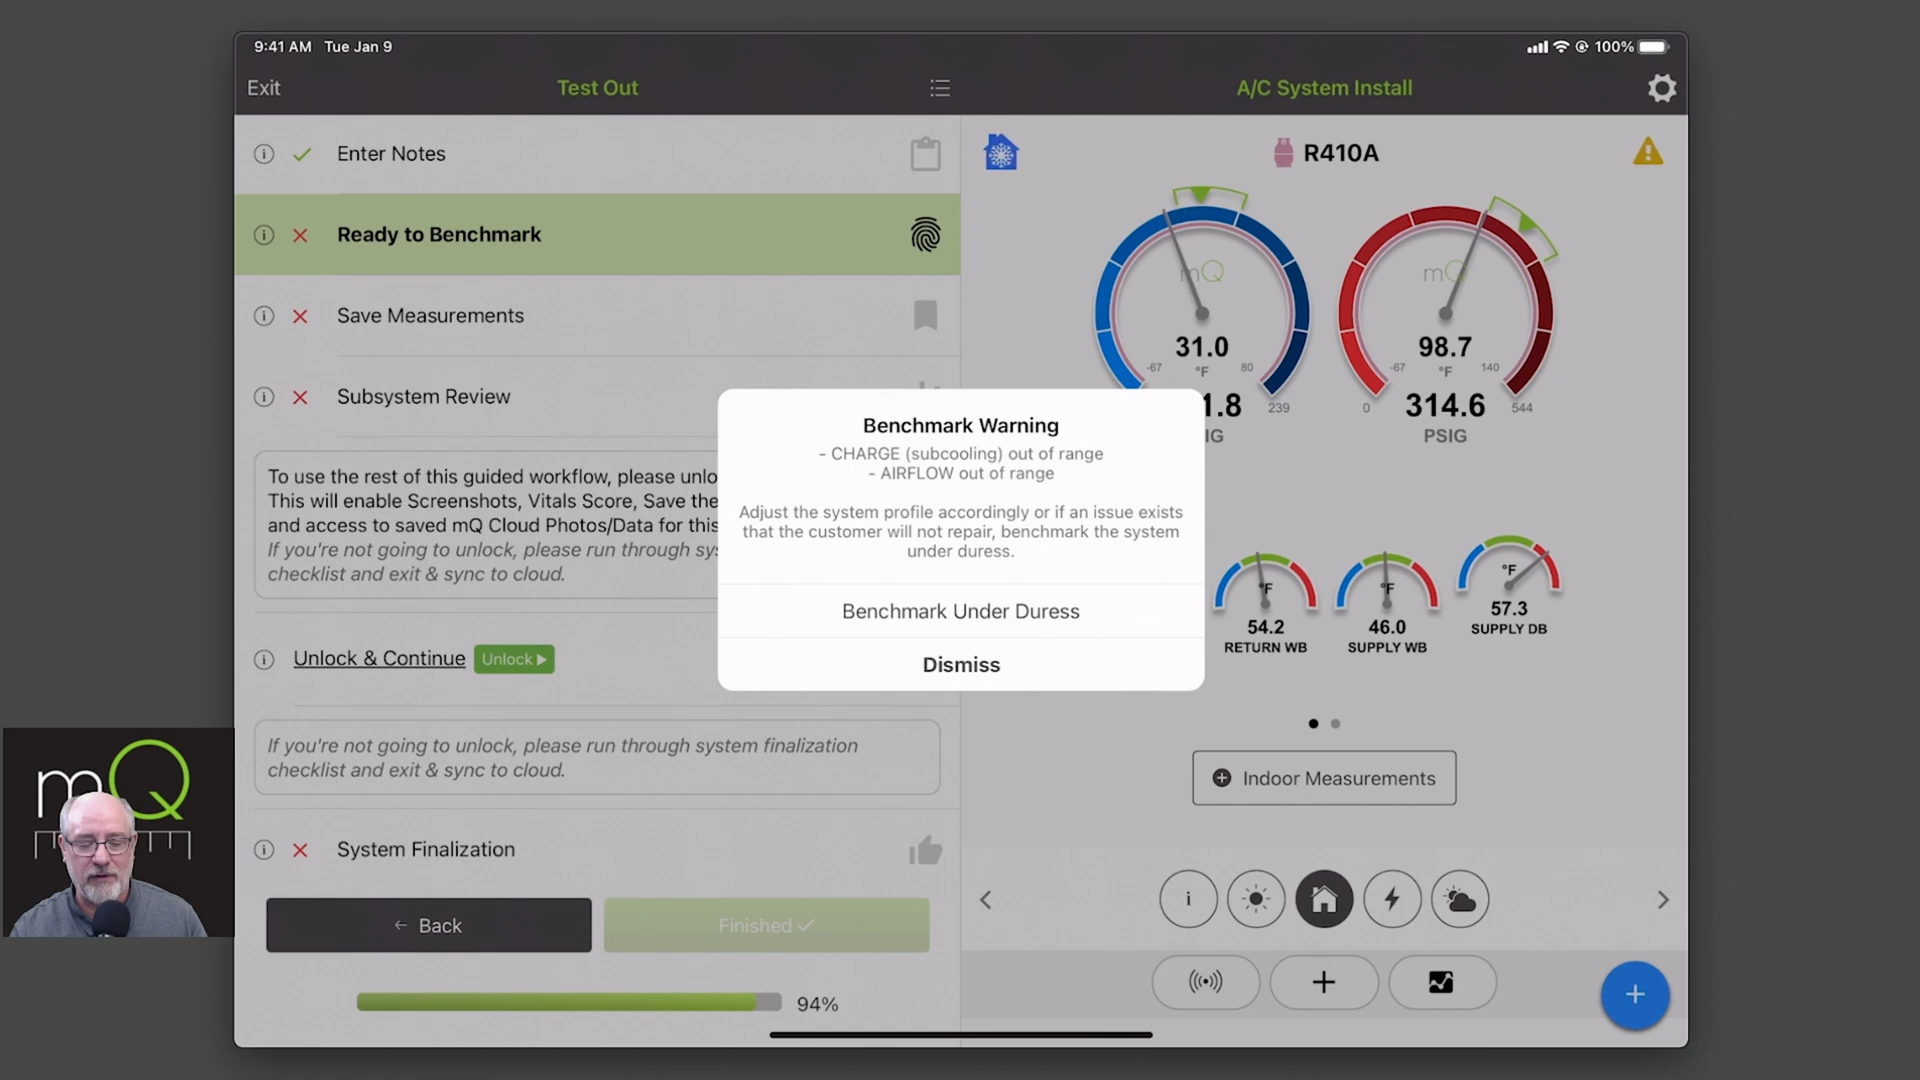 9:41 AM Tue Jan 9
100%
Exit
Test Out
A/C System Install
Enter Notes
R410A
Ready to Benchmark
mQ
mQ
Save Measurements
31.0
°F
-67
80
98.7
°F
-67
140
Subsystem Review
1.8
239
IG
0
314.6
544
PSIG
Benchmark Warning
- CHARGE (subcooling) out of range
- AIRFLOW out of range
Adjust the system profile accordingly or if an issue exists
that the customer will not repair, benchmark the system
under duress.
Benchmark Under Duress
Dismiss
To use the rest of this guided workflow, please unlo
This will enable Screenshots, Vitals Score, Save the
and access to saved mQ Cloud Photos/Data for this
If you're not going to unlock, please run through sys
checklist and exit & sync to cloud.
°F
54.2
RETURN WB
°F
46.0
SUPPLY WB
°F
57.3
SUPPLY DB
Unlock & Continue
Unlock
If you're not going to unlock, please run through system finalization
checklist and exit & sync to cloud.
Indoor Measurements
mQ
System Finalization
Back
Finished
94%